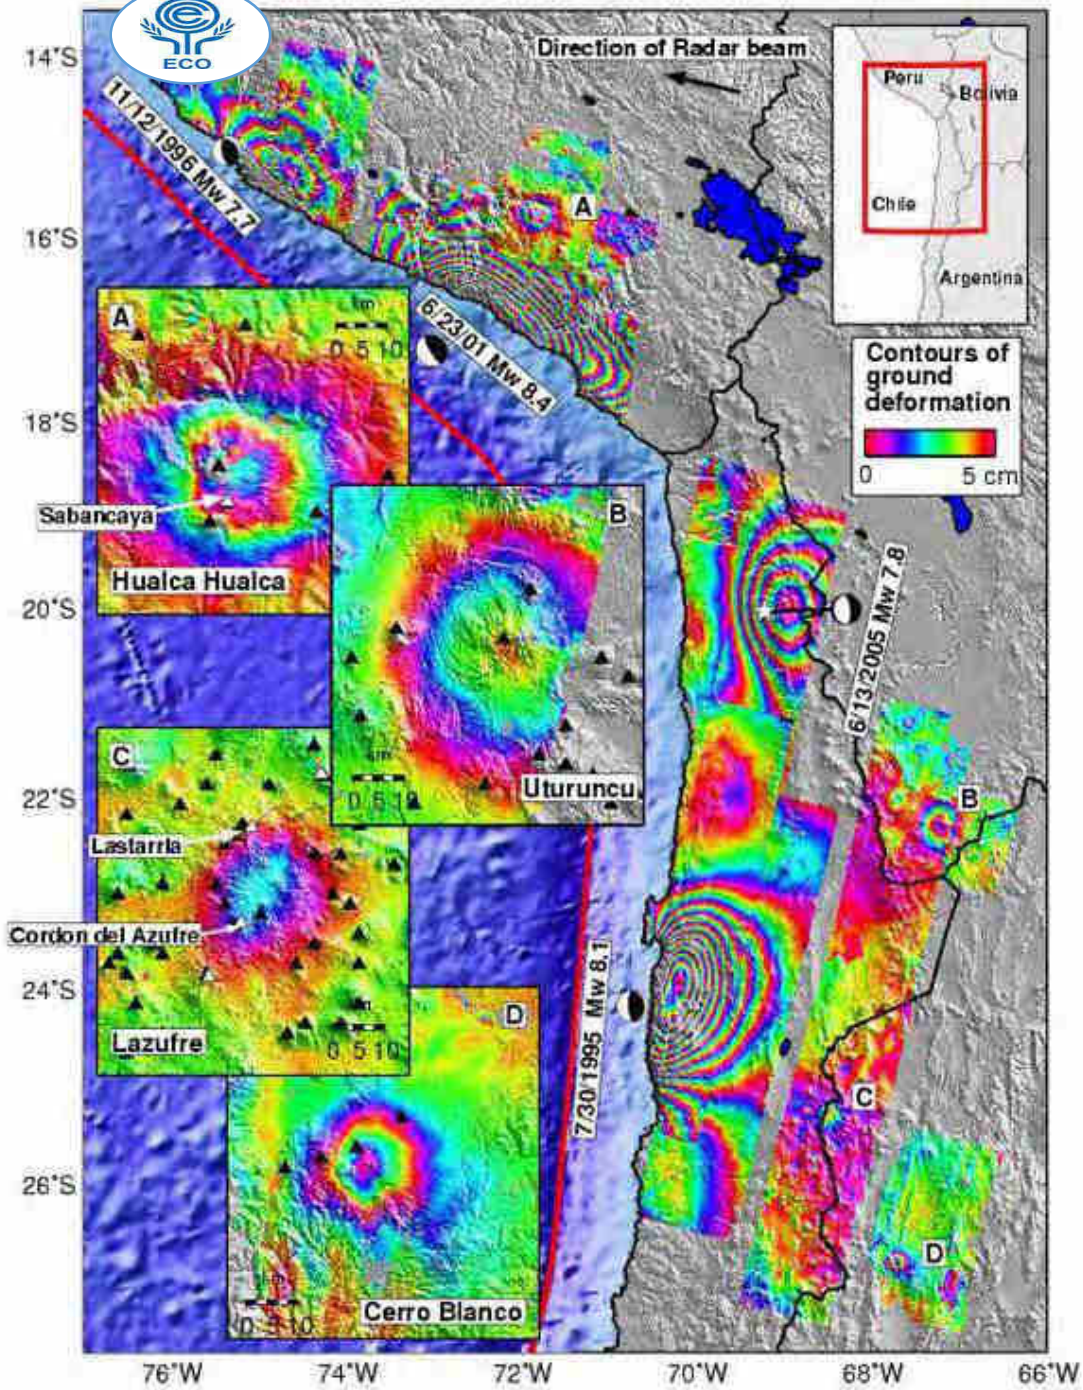 ECO
Direction of Radar beam
14°S
16°S
18°S
20°S
22°S
24°S
26°S
11/12/1996 Mw 7.7
6/23/01 Mw 8.4
6/13/2005 Mw 7.8
7/30/1995 Mw 8.1
Peru
Bolivia
Chile
Argentina
Contours of
ground
deformation
0 5 cm
A
B
C
D
A
0 5 10
Sabancaya
Hualca Hualca
B
km
0 5 10
Uturuncu
C
Lastarria
Cordon del Azufre
Lazufre
0 5 10
D
0 5 10
Cerro Blanco
76°W 74°W 72°W 70°W 68°W 66°W